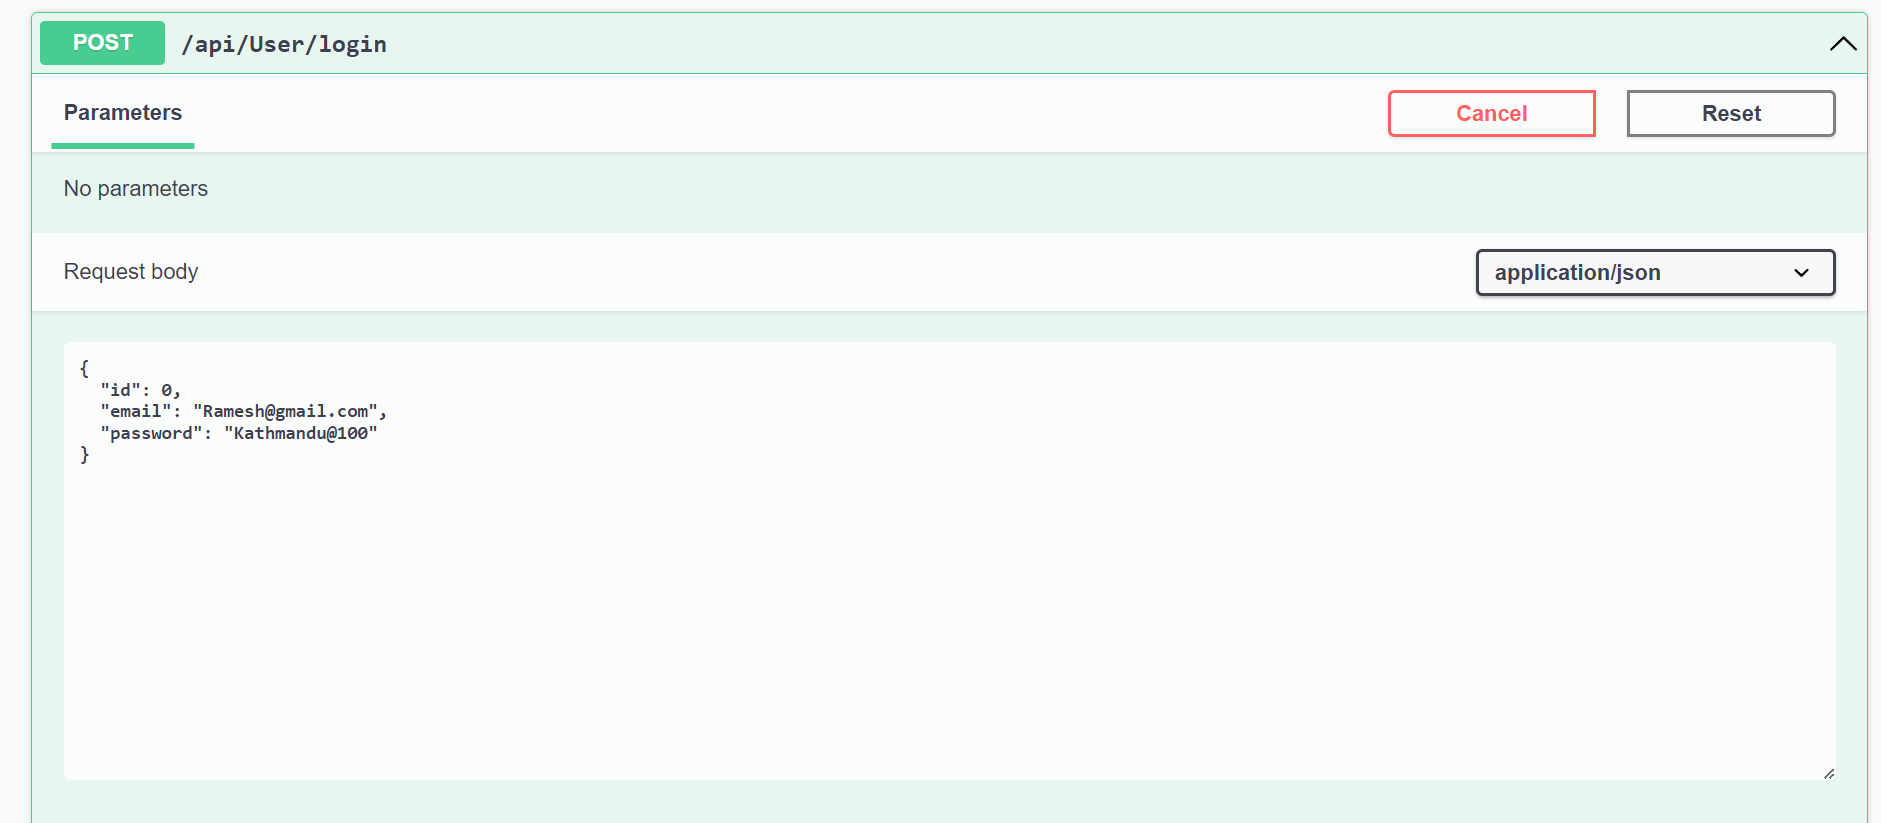 POST /api/User/login
Parameters Cancel Reset
No parameters
Request body application/json
{
  "id": 0,
  "email": "Ramesh@gmail.com",
  "password": "Kathmandu@100"
}